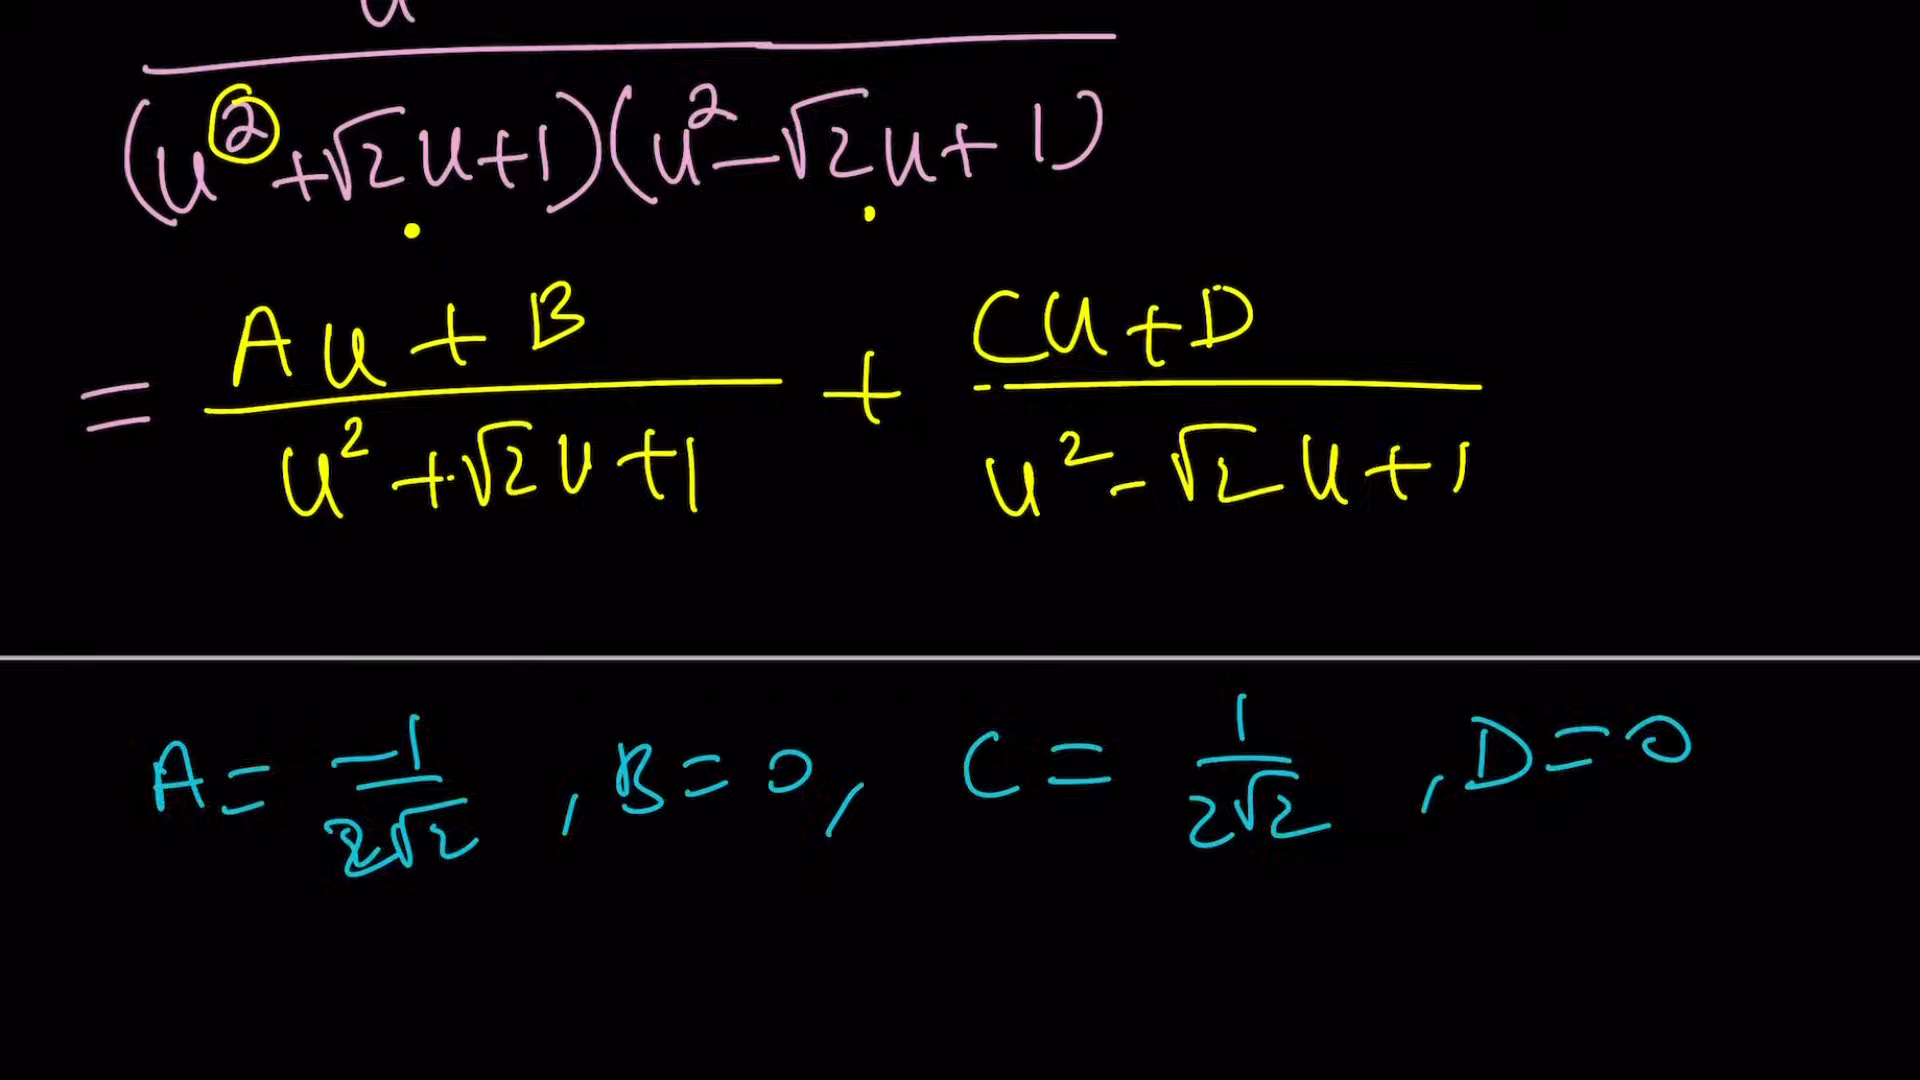 u
(u²+√2u+1)(u²-√2u+1)
= Au+B / u²+√2u+1 + Cu+D / u²-√2u+1
A= -1/2√2 , B=0, C= 1/2√2 , D=0